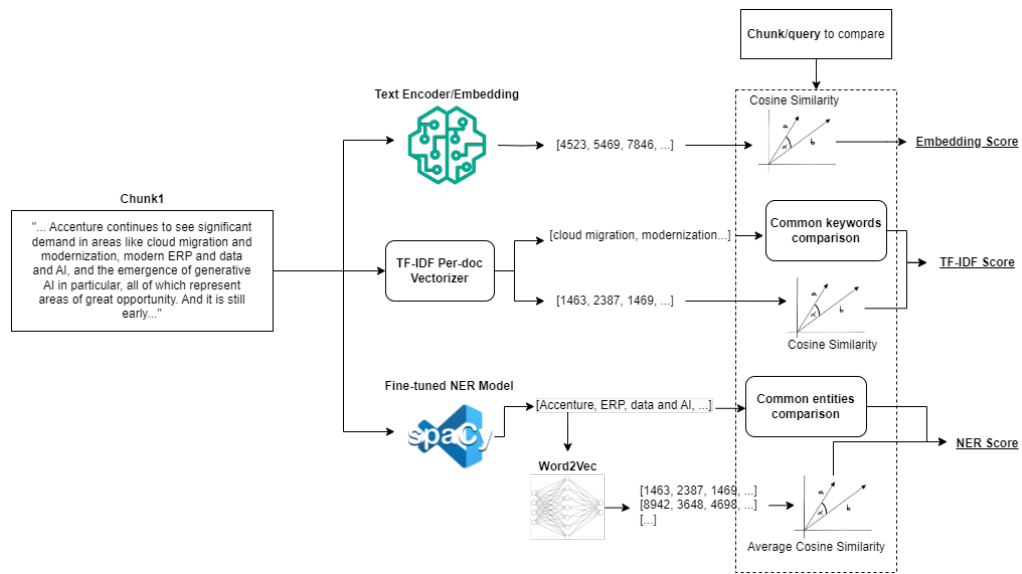 Chunk/query to compare
Text Encoder/Embedding
Cosine Similarity
a
b
α
[4523, 5469, 7846, ...]
Embedding Score
Chunk1
"... Accenture continues to see significant
demand in areas like cloud migration and
modernization, modern ERP and data
and AI, and the emergence of generative
AI in particular, all of which represent
areas of great opportunity. And it is still
early..."
TF-IDF Per-doc
Vectorizer
[cloud migration, modernization...]
Common keywords
comparison
TF-IDF Score
[1463, 2387, 1469, ...]
a
b
α
Cosine Similarity
Fine-tuned NER Model
spaCy
[Accenture, ERP, data and AI, ...]
Common entities
comparison
NER Score
Word2Vec
[1463, 2387, 1469, ...]
[8942, 3648, 4698, ...]
[...]
a
b
α
Average Cosine Similarity